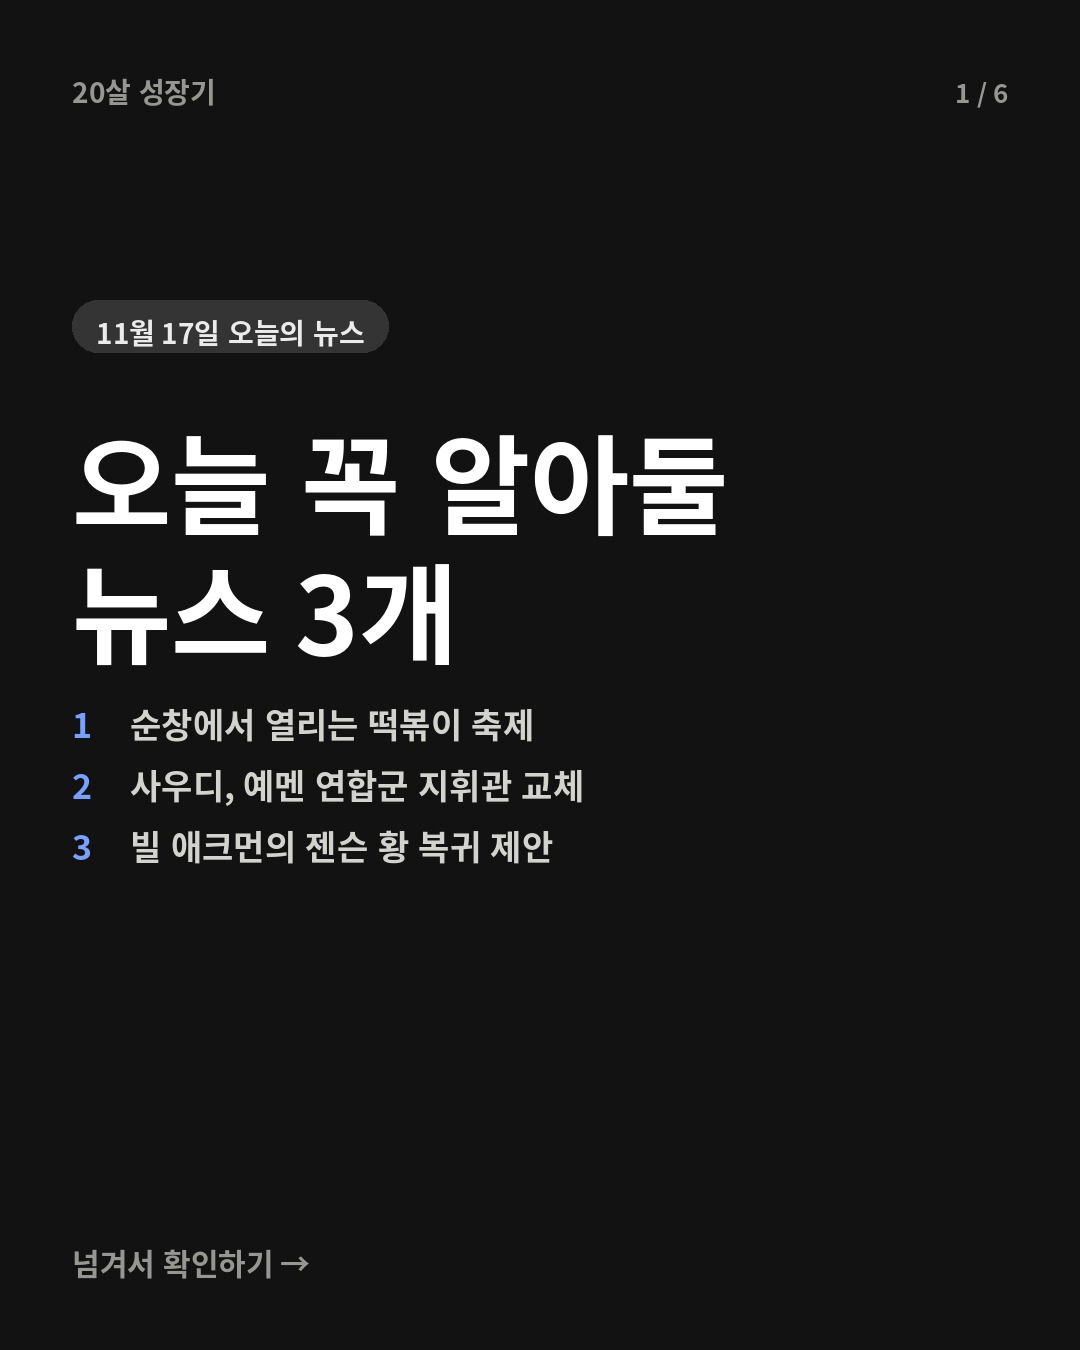 20살 성장기
1 / 6
11월 17일 오늘의 뉴스
오늘 꼭 알아둘
뉴스 3개
1 순창에서 열리는 떡볶이 축제
2 사우디, 예멘 연합군 지휘관 교체
3 빌 애크먼의 젠슨 황 복귀 제안
넘겨서 확인하기 →